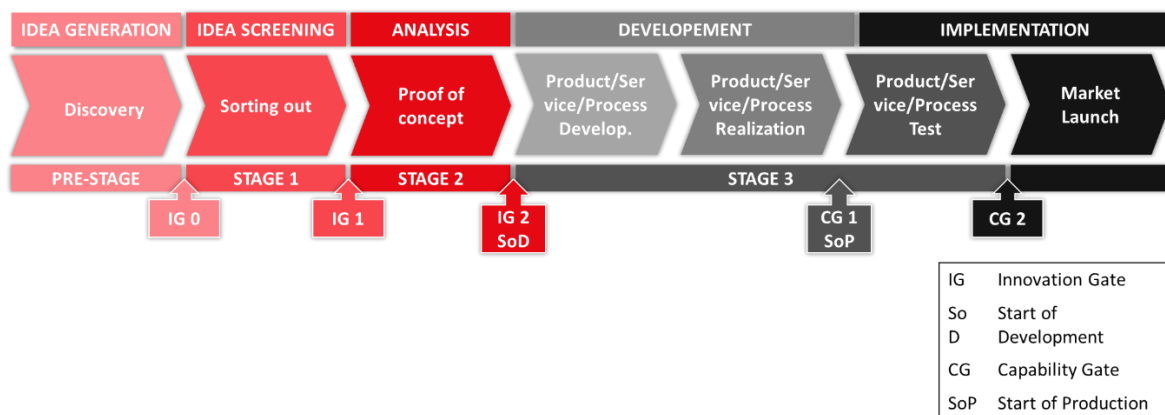 IDEA GENERATION
IDEA SCREENING
ANALYSIS
DEVELOPEMENT
IMPLEMENTATION
Discovery
Sorting out
Proof of
concept
Product/Ser
vice/Process
Develop.
Product/Ser
vice/Process
Realization
Product/Ser
vice/Process
Test
Market
Launch
PRE-STAGE
STAGE 1
STAGE 2
STAGE 3
IG 0
IG 1
IG 2
SoD
CG 1
SoP
CG 2
IG Innovation Gate
So Start of
D Development
CG Capability Gate
SoP Start of Production